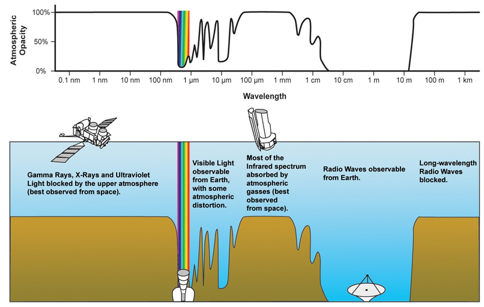 Atmospheric
Opacity
100%
50%
0%
0.1 nm 1 nm 10 nm 100 nm 1 µm 10 µm 100 µm 1 mm 1 cm 10 cm 1 m 10 m 100 m 1 km
Wavelength
Gamma Rays, X-Rays and Ultraviolet
Light blocked by the upper atmosphere
(best observed from space).
Visible Light
observable
from Earth,
with some
atmospheric
distortion.
Most of the
Infrared spectrum
absorbed by
atmospheric
gasses (best
observed
from space).
Radio Waves observable
from Earth.
Long-wavelength
Radio Waves
blocked.